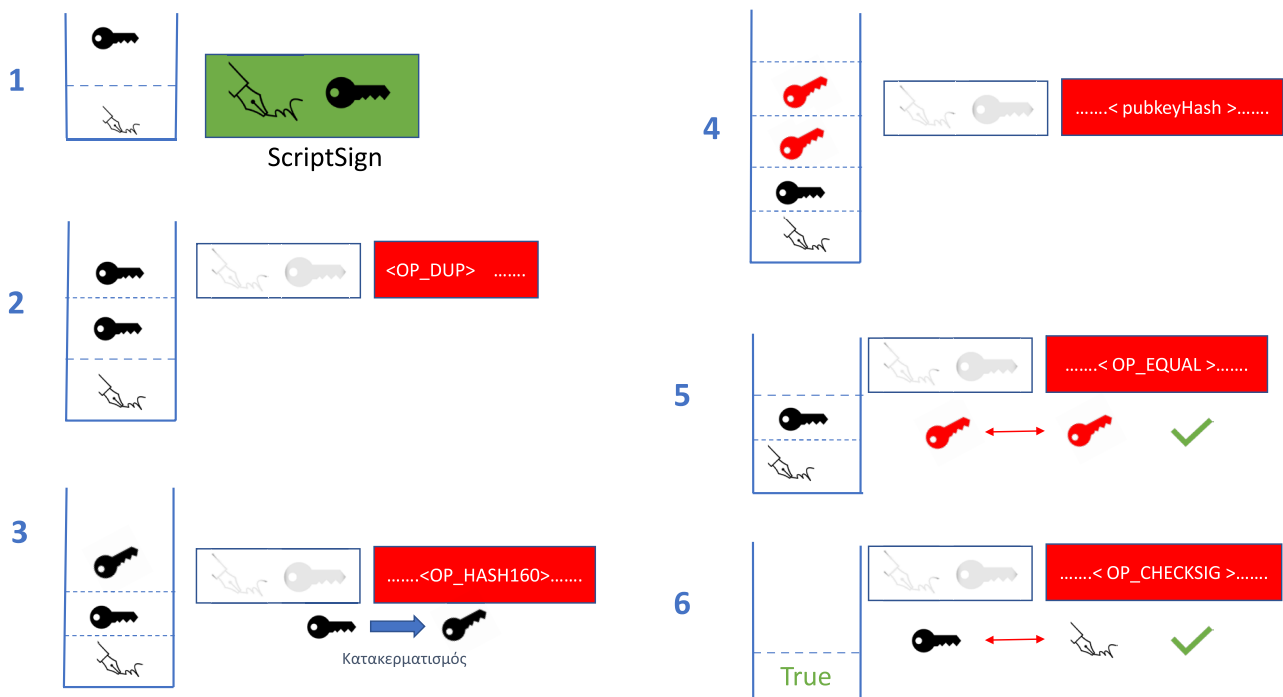 1
ScriptSign
2
<OP_DUP> .......
3
.......<OP_HASH160>.......
Κατακερματισμός
4
.......< pubkeyHash >.......
5
.......< OP_EQUAL >.......
6
.......< OP_CHECKSIG >.......
True